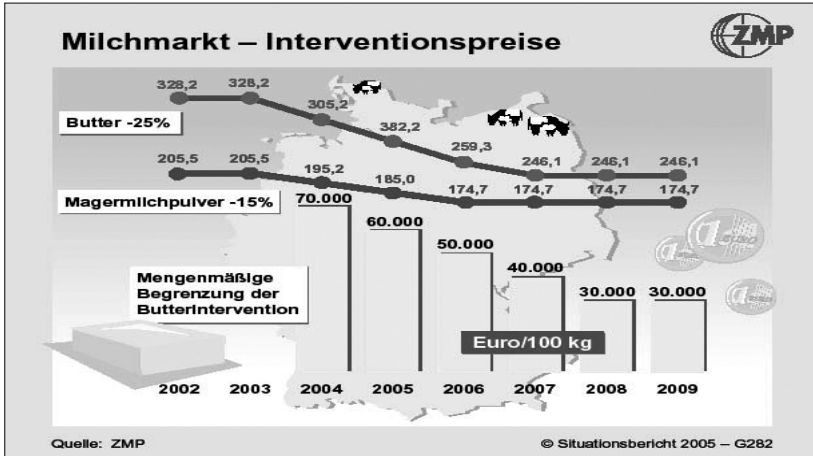 Milchmarkt – Interventionspreise
ZMP
328,2 328,2 305,2 382,2 259,3 246,1 246,1 246,1
Butter -25%
205,5 205,5 195,2 185,0 174,7 174,7 174,7 174,7
Magermilchpulver -15%
70.000 60.000 50.000 40.000 30.000 30.000
Mengenmäßige
Begrenzung der
Butterintervention
Euro/100 kg
2002 2003 2004 2005 2006 2007 2008 2009
Quelle: ZMP © Situationsbericht 2005 – G282